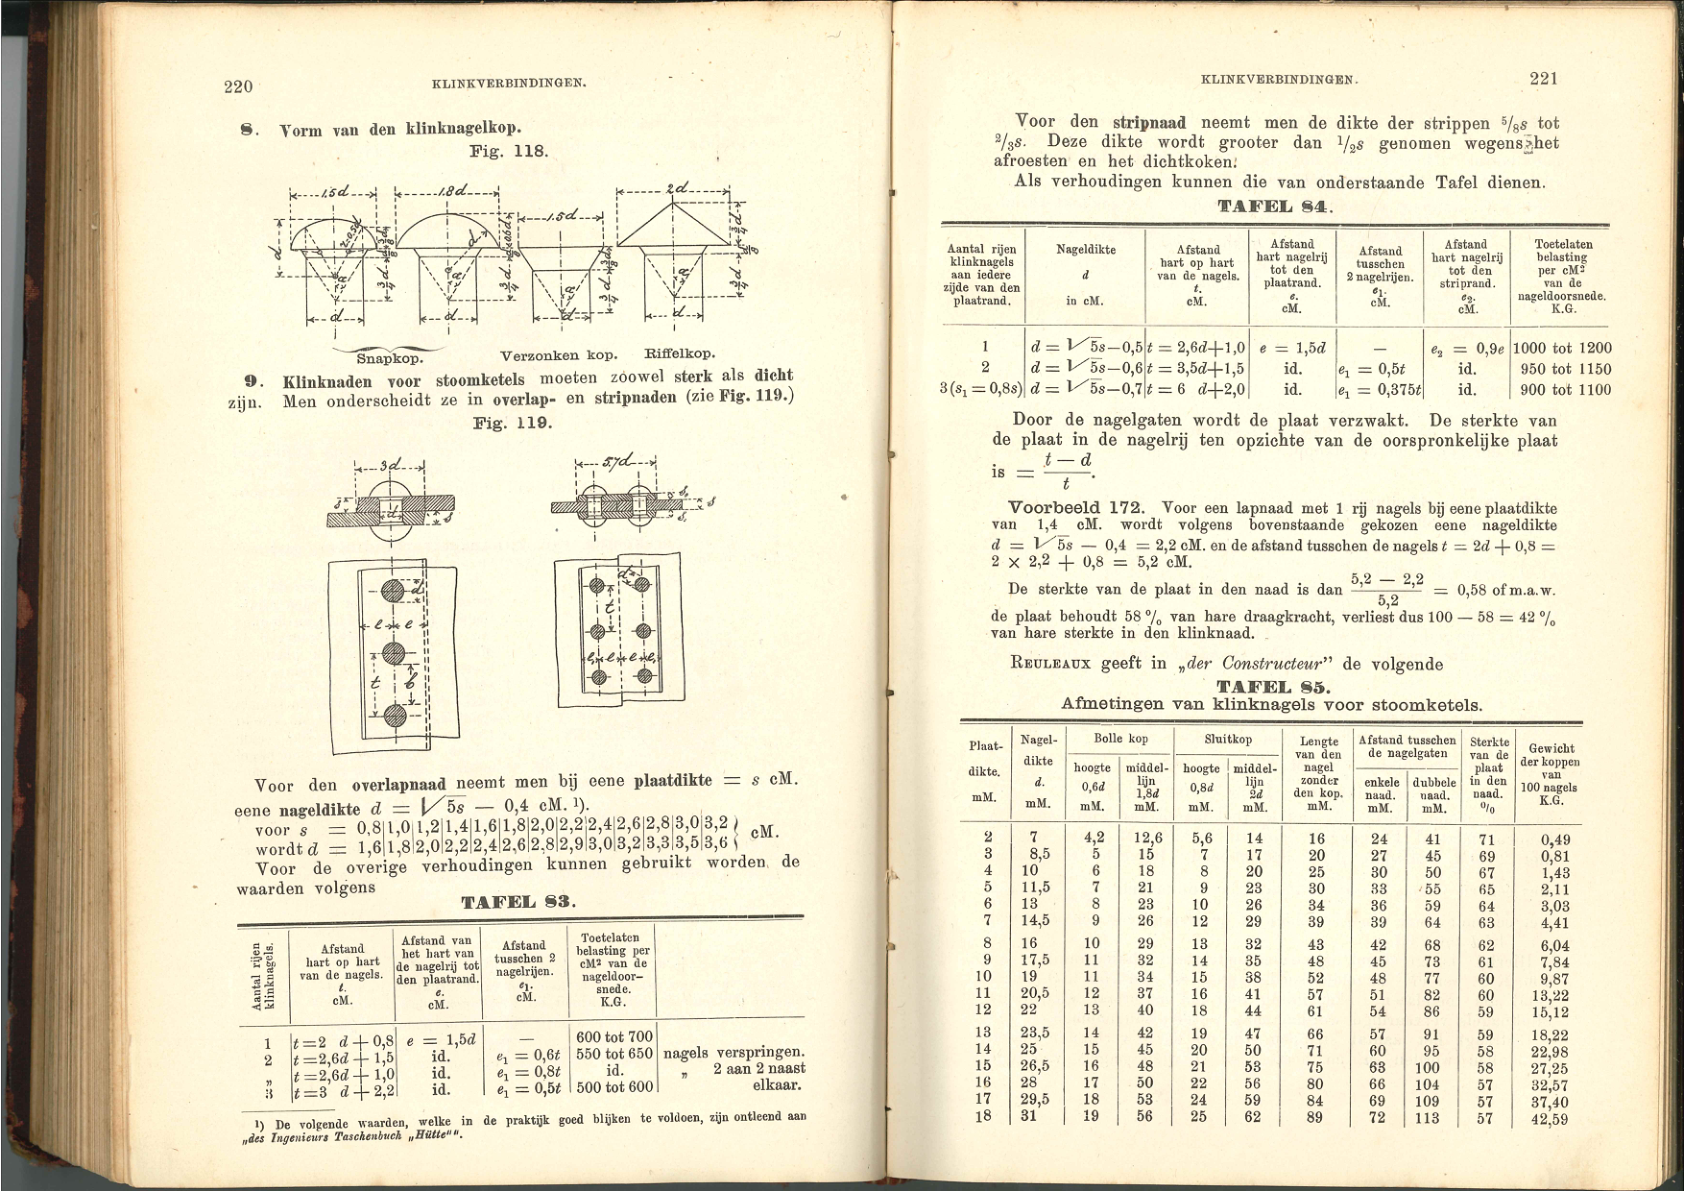 220
KLINKVERBINDINGEN.
8. Vorm van den klinknagelkop.
Fig. 118.
1.5d 1.8d 1.5d 2d
d d d d
Snapkop. Verzonken kop. Riffelkop.
9. Klinknaden voor stoomketels moeten zoowel sterk als dicht
zijn. Men onderscheidt ze in overlap- en stripnaden (zie Fig. 119.)
Fig. 119.
3d 5.7d
s d s
d
e e
t b
t
e₁ e e e₁
Voor den overlapnaad neemt men bij eene plaatdikte = s cM.
eene nageldikte d = √5s — 0,4 cM. ¹).
voor s = 0,8|1,0|1,2|1,4|1,6|1,8|2,0|2,2|2,4|2,6|2,8|3,0|3,2 } cM.
wordt d = 1,6|1,8|2,0|2,2|2,4|2,6|2,8|2,9|3,0|3,2|3,3|3,5|3,6
Voor de overige verhoudingen kunnen gebruikt worden de
waarden volgens
TAFEL 83.
Aantal rijen klinknagels. | Afstand hart op hart van de nagels. t. cM. | Afstand van het hart van de nagelrij tot den plaatrand. e. cM. | Afstand tusschen 2 nagelrijen. e₁. cM. | Toetelaten belasting per cM² van de nageldoor- snede. K.G.
1 | t=2 d + 0,8 | e = 1,5d | — | 600 tot 700
2 | t=2,6d + 1,5 | id. | e₁ = 0,6t | 550 tot 650 | nagels verspringen.
„ | t=2,6d + 1,0 | id. | e₁ = 0,8t | id. | „ 2 aan 2 naast
3 | t=3 d + 2,2 | id. | e₁ = 0,5t | 500 tot 600 | elkaar.
¹) De volgende waarden, welke in de praktijk goed blijken te voldoen, zijn ontleend aan
„des Ingenieurs Taschenbuch „Hütte"".
KLINKVERBINDINGEN.
221
Voor den stripnaad neemt men de dikte der strippen ⁵/₈s tot
²/₃s. Deze dikte wordt grooter dan ¹/₂s genomen wegens het
afroesten en het dichtkoken.
Als verhoudingen kunnen die van onderstaande Tafel dienen.
TAFEL 84.
Aantal rijen klinknagels aan iedere zijde van den plaatrand. | Nageldikte d in cM. | Afstand hart op hart van de nagels. t. cM. | Afstand hart nagelrij tot den plaatrand. e. cM. | Afstand tusschen 2 nagelrijen. e₁. cM. | Afstand hart nagelrij tot den striprand. e₂. cM. | Toetelaten belasting per cM² van de nageldoorsnede. K.G.
1 | d = √5s—0,5 | t = 2,6d+1,0 | e = 1,5d | — | e₂ = 0,9e | 1000 tot 1200
2 | d = √5s—0,6 | t = 3,5d+1,5 | id. | e₁ = 0,5t | id. | 950 tot 1150
3 (s₁ = 0,8s) | d = √5s—0,7 | t = 6 d+2,0 | id. | e₁ = 0,375t | id. | 900 tot 1100
Door de nagelgaten wordt de plaat verzwakt. De sterkte van
de plaat in de nagelrij ten opzichte van de oorspronkelijke plaat
is = (t — d)/t.
Voorbeeld 172. Voor een lapnaad met 1 rij nagels bij eene plaatdikte
van 1,4 cM. wordt volgens bovenstaande gekozen eene nageldikte
d = √5s — 0,4 = 2,2 cM. en de afstand tusschen de nagels t = 2d + 0,8 =
2 × 2,2 + 0,8 = 5,2 cM.
De sterkte van de plaat in den naad is dan (5,2 — 2,2)/5,2 = 0,58 of m.a.w.
de plaat behoudt 58 % van hare draagkracht, verliest dus 100 — 58 = 42 %
van hare sterkte in den klinknaad.
REULEAUX geeft in „der Constructeur" de volgende
TAFEL 85.
Afmetingen van klinknagels voor stoomketels.
Plaat- dikte. mM. | Nagel- dikte d. mM. | Bolle kop hoogte 0,6d mM. | middel- lijn 1,8d mM. | Sluitkop hoogte 0,8d mM. | middel- lijn 2d mM. | Lengte van den nagel zonder den kop. mM. | Afstand tusschen de nagelgaten enkele naad. mM. | dubbele naad. mM. | Sterkte van de plaat in den naad. % | Gewicht der koppen van 100 nagels K.G.
2 | 7 | 4,2 | 12,6 | 5,6 | 14 | 16 | 24 | 41 | 71 | 0,49
3 | 8,5 | 5 | 15 | 7 | 17 | 20 | 27 | 45 | 69 | 0,81
4 | 10 | 6 | 18 | 8 | 20 | 25 | 30 | 50 | 67 | 1,43
5 | 11,5 | 7 | 21 | 9 | 23 | 30 | 33 | 55 | 65 | 2,11
6 | 13 | 8 | 23 | 10 | 26 | 34 | 36 | 59 | 64 | 3,03
7 | 14,5 | 9 | 26 | 12 | 29 | 39 | 39 | 64 | 63 | 4,41
8 | 16 | 10 | 29 | 13 | 32 | 43 | 42 | 68 | 62 | 6,04
9 | 17,5 | 11 | 32 | 14 | 35 | 48 | 45 | 73 | 61 | 7,84
10 | 19 | 11 | 34 | 15 | 38 | 52 | 48 | 77 | 60 | 9,87
11 | 20,5 | 12 | 37 | 16 | 41 | 57 | 51 | 82 | 60 | 13,22
12 | 22 | 13 | 40 | 18 | 44 | 61 | 54 | 86 | 59 | 15,12
13 | 23,5 | 14 | 42 | 19 | 47 | 66 | 57 | 91 | 59 | 18,22
14 | 25 | 15 | 45 | 20 | 50 | 71 | 60 | 95 | 58 | 22,98
15 | 26,5 | 16 | 48 | 21 | 53 | 75 | 63 | 100 | 58 | 27,25
16 | 28 | 17 | 50 | 22 | 56 | 80 | 66 | 104 | 57 | 32,57
17 | 29,5 | 18 | 53 | 24 | 59 | 84 | 69 | 109 | 57 | 37,40
18 | 31 | 19 | 56 | 25 | 62 | 89 | 72 | 113 | 57 | 42,59